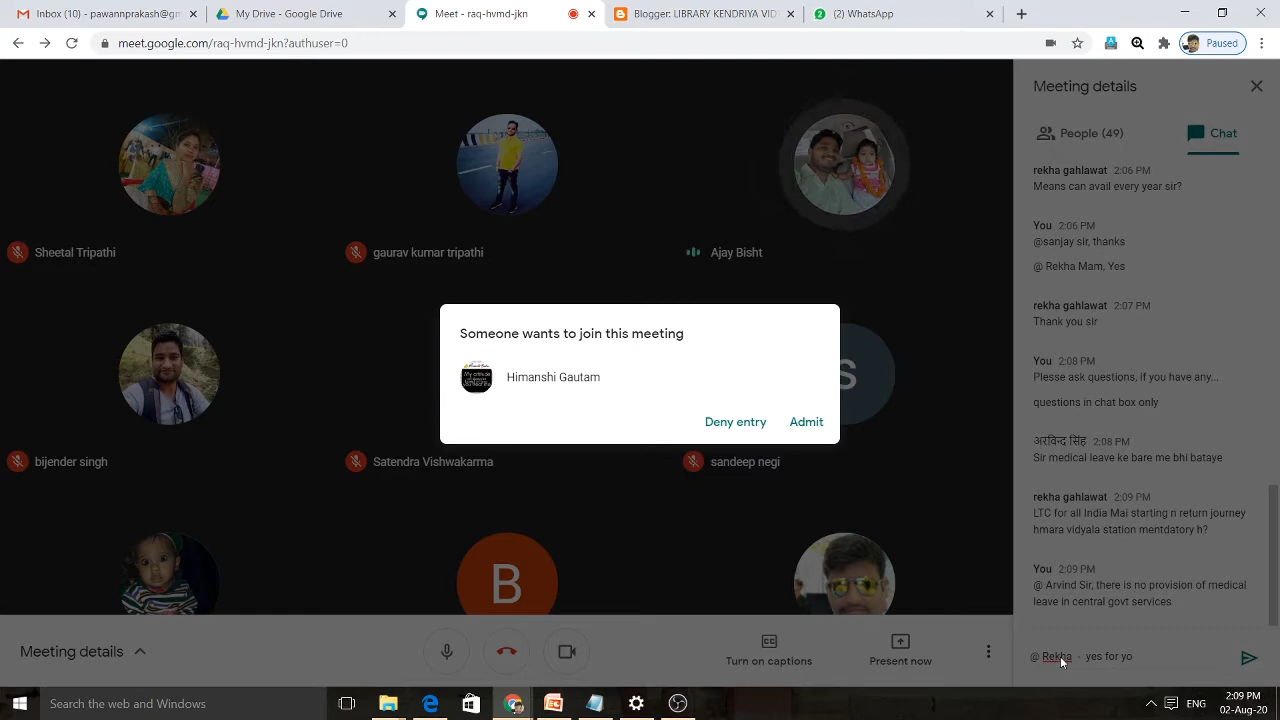 Inbox (0) - pawanprakash@gm
My Drive - Google Drive
Meet - raq-hvmd-jkn
Blogger: LIBRARY KENDRIYA VID
(2) WhatsApp
meet.google.com/raq-hvmd-jkn?authuser=0
Paused
Meeting details
People (49)
Chat
rekha gahlawat 2:06 PM
Means can avail every year sir?
You 2:06 PM
@sanjay sir, thanks
@ Rekha Mam, Yes
rekha gahlawat 2:07 PM
Thank you sir
You 2:08 PM
Plesse ask questions, if you have any...
questions in chat box only
अरविन्द सिंह 2:08 PM
Sir medical leave ke bare me bhi bataye
rekha gahlawat 2:09 PM
LTC for all India Mai starting n return journey
hmara vidyala station mentdatory h?
You 2:09 PM
@ Arvind Sir, there is no provision of medical
leave in central govt services
@ Rekha - yes for yo
Sheetal Tripathi
gaurav kumar tripathi
Ajay Bisht
Someone wants to join this meeting
Himanshi Gautam
Deny entry
Admit
S
bijender singh
Satendra Vishwakarma
sandeep negi
B
Meeting details
Turn on captions
Present now
Search the web and Windows
ENG
2:09 PM
02-Aug-20